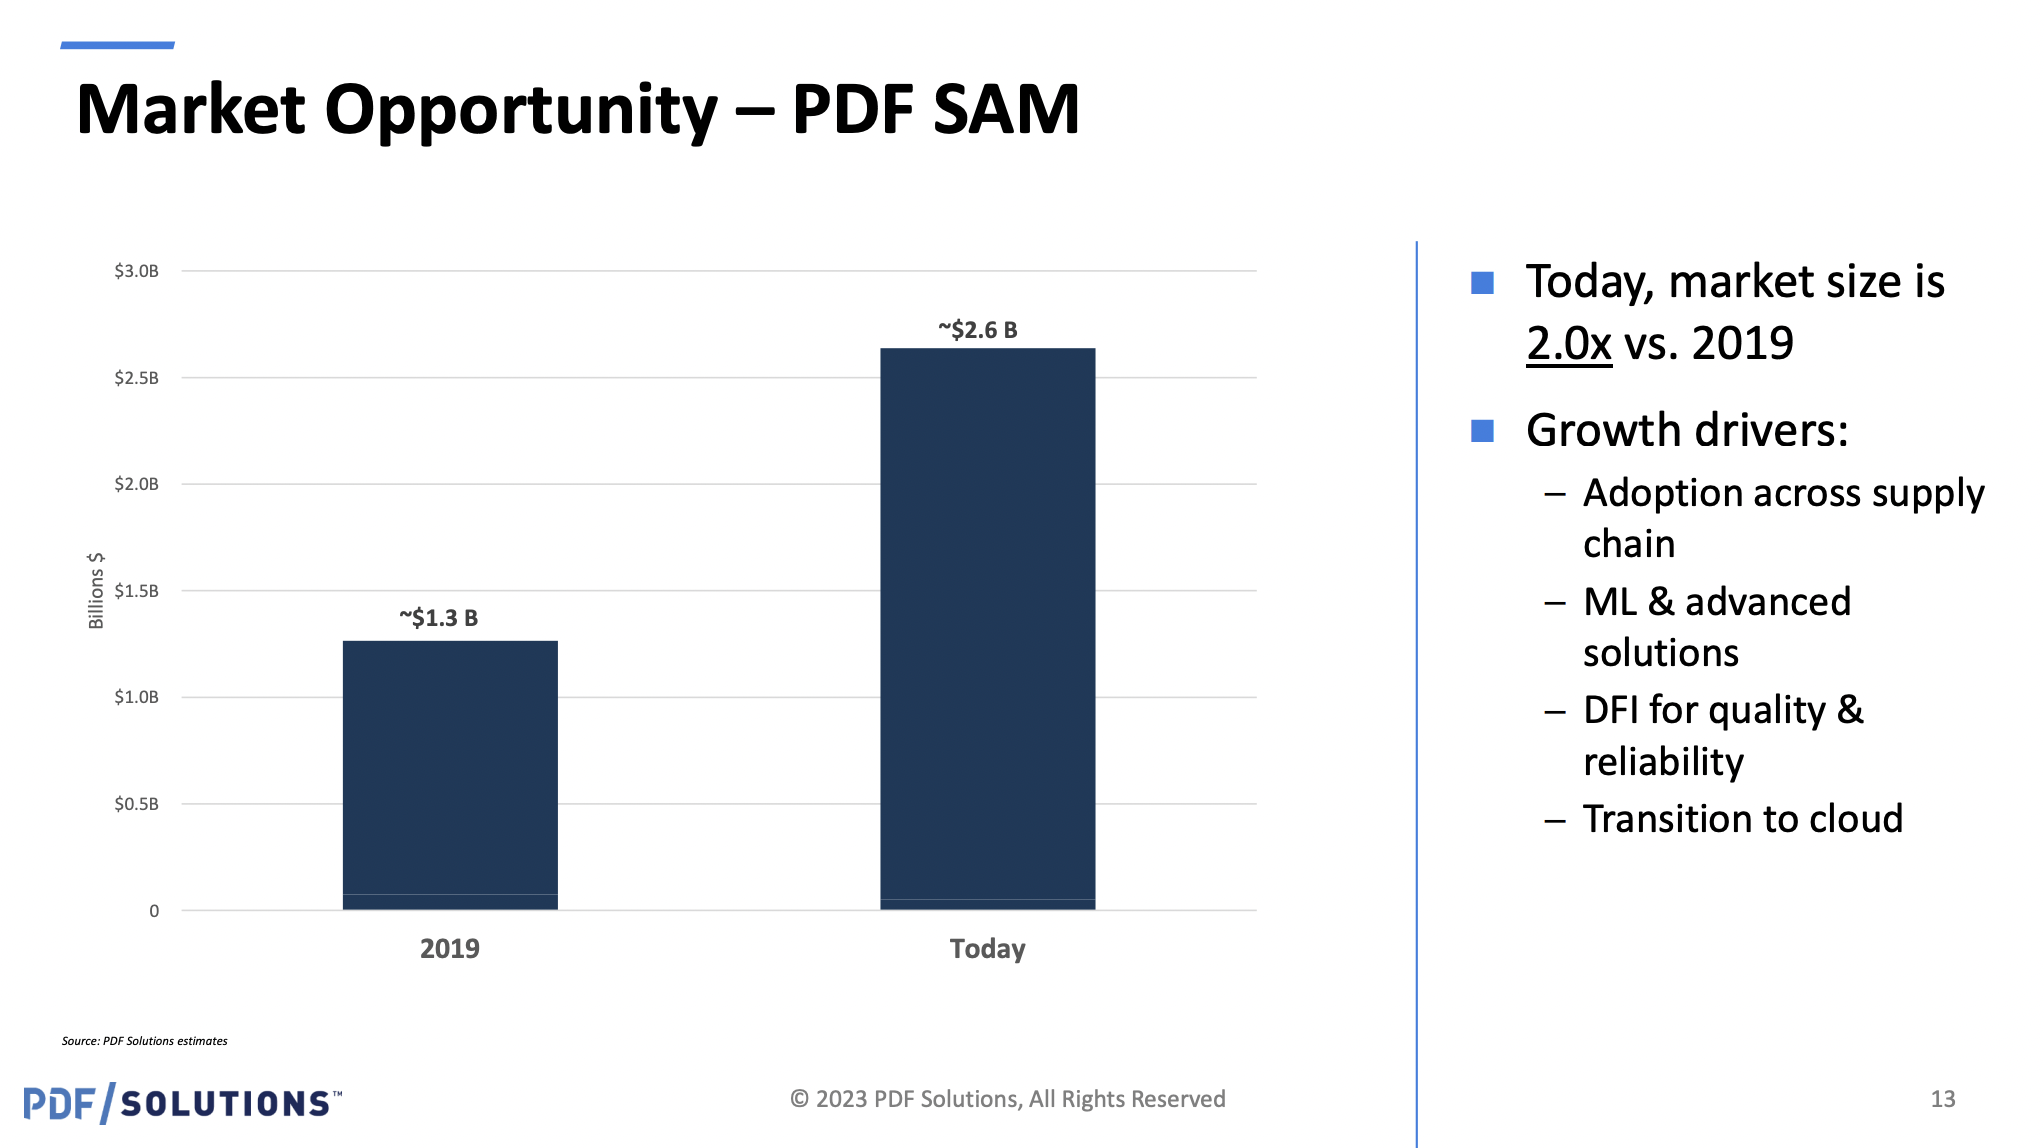 Market Opportunity – PDF SAM
$3.0B
$2.5B
$2.0B
$1.5B
$1.0B
$0.5B
0
Billions $
~$1.3 B
~$2.6 B
2019
Today
Today, market size is
2.0x vs. 2019
Growth drivers:
– Adoption across supply
chain
– ML & advanced
solutions
– DFI for quality &
reliability
– Transition to cloud
Source: PDF Solutions estimates
PDF/SOLUTIONS™
© 2023 PDF Solutions, All Rights Reserved
13